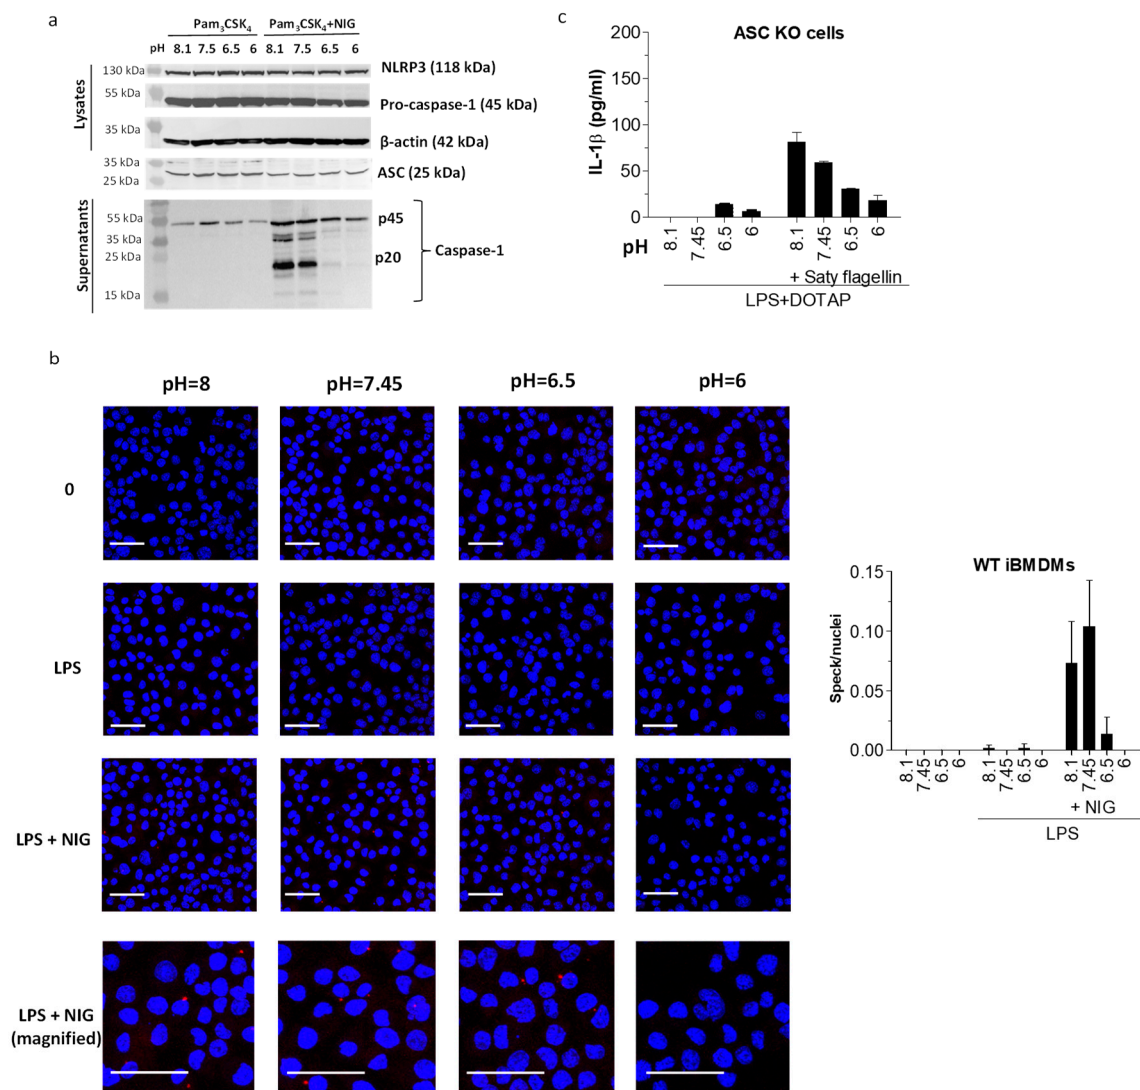 a
Pam₃CSK₄ Pam₃CSK₄+NIG
pH 8.1 7.5 6.5 6 8.1 7.5 6.5 6
Lysates
130 kDa NLRP3 (118 kDa)
55 kDa
Pro-caspase-1 (45 kDa)
35 kDa
β-actin (42 kDa)
35 kDa
25 kDa
ASC (25 kDa)
Supernatants
55 kDa p45
35 kDa
25 kDa p20
Caspase-1
15 kDa
c
ASC KO cells
IL-1β (pg/ml)
200
150
100
50
0
pH 8.1 7.45 6.5 6 8.1 7.45 6.5 6
+ Saty flagellin
LPS+DOTAP
b
pH=8 pH=7.45 pH=6.5 pH=6
0
LPS
LPS + NIG
LPS + NIG
(magnified)
WT iBMDMs
Speck/nuclei
0.15
0.10
0.05
0.00
8.1 7.45 6.5 6 8.1 7.45 6.5 6 8.1 7.45 6.5 6
+ NIG
LPS